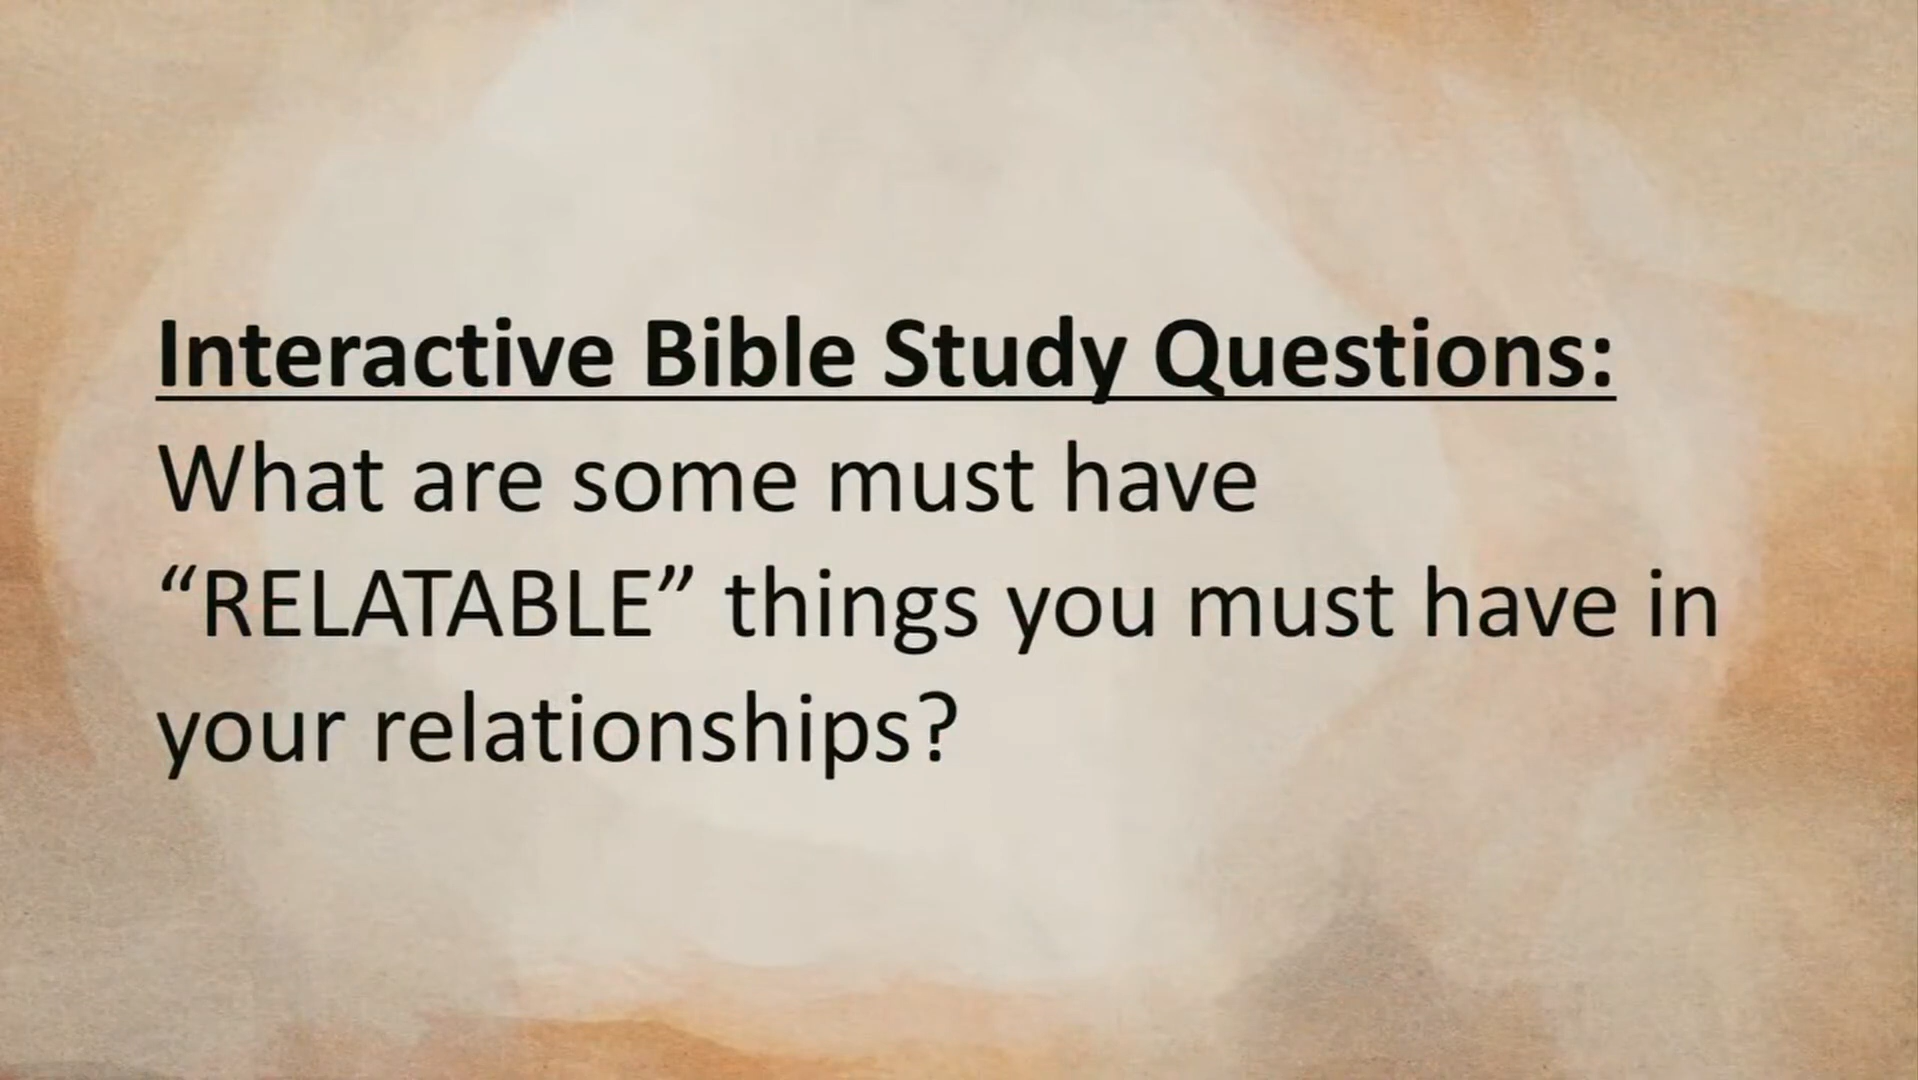 Interactive Bible Study Questions:
What are some must have
“RELATABLE” things you must have in
your relationships?